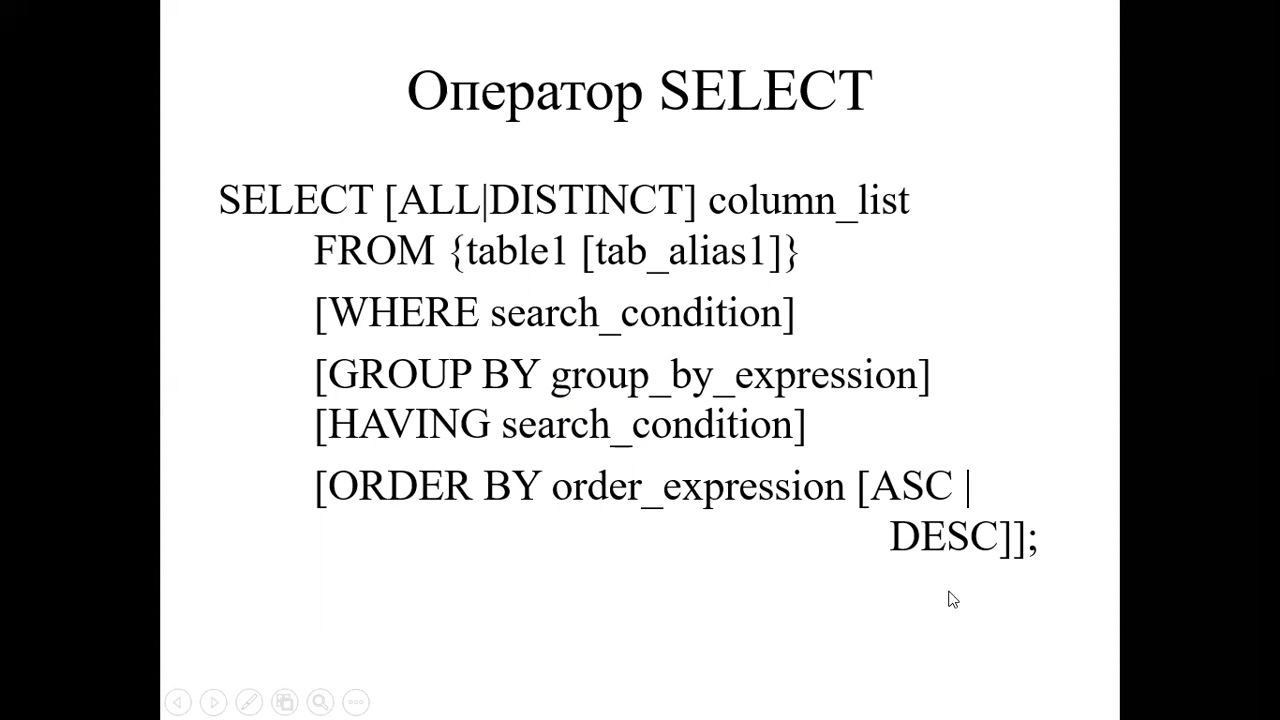 Оператор SELECT
SELECT [ALL|DISTINCT] column_list
FROM {table1 [tab_alias1]}
[WHERE search_condition]
[GROUP BY group_by_expression]
[HAVING search_condition]
[ORDER BY order_expression [ASC |
DESC]];